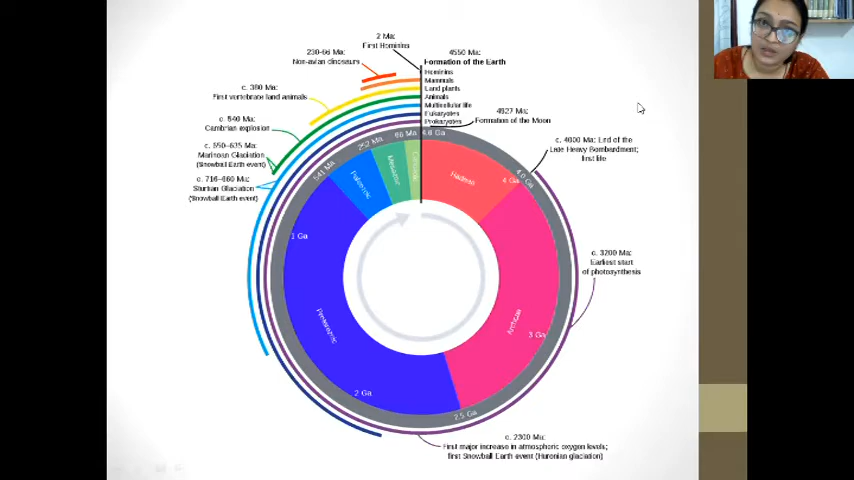 2 Ma:
First Hominins
230-66 Ma:
Non-avian dinosaurs
c. 380 Ma:
First vertebrate land animals
c. 540 Ma:
Cambrian explosion
c. 650-635 Ma:
Marinoan Glaciation
(Snowball Earth event)
c. 716-660 Ma:
Sturtian Glaciation
(Snowball Earth event)
4550 Ma:
Formation of the Earth
Hominins
Mammals
Land plants
Animals
Multicellular life
Eukaryotes
Prokaryotes
4527 Ma:
Formation of the Moon
c. 4000 Ma: End of the
Late Heavy Bombardment;
first life
c. 3200 Ma:
Earliest start
of photosynthesis
c. 2300 Ma:
First major increase in atmospheric oxygen levels;
first Snowball Earth event (Huronian glaciation)
4.6 Ga
4.0 Ga
2.5 Ga
541 Ma
252 Ma
66 Ma
Hadean
Archean
Proterozoic
Paleozoic
Mesozoic
Cenozoic
4 Ga
3 Ga
2 Ga
1 Ga